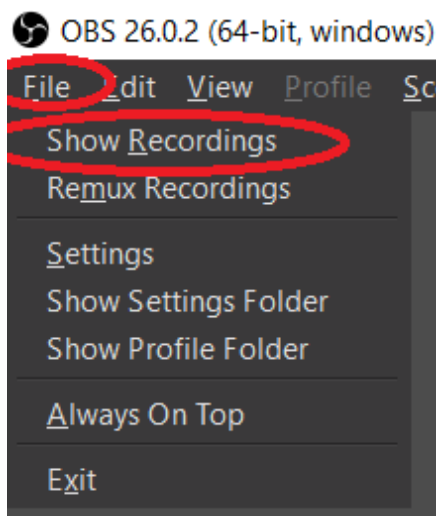 OBS 26.0.2 (64-bit, windows)
File Edit View Profile Sc
Show Recordings
Remux Recordings
Settings
Show Settings Folder
Show Profile Folder
Always On Top
Exit